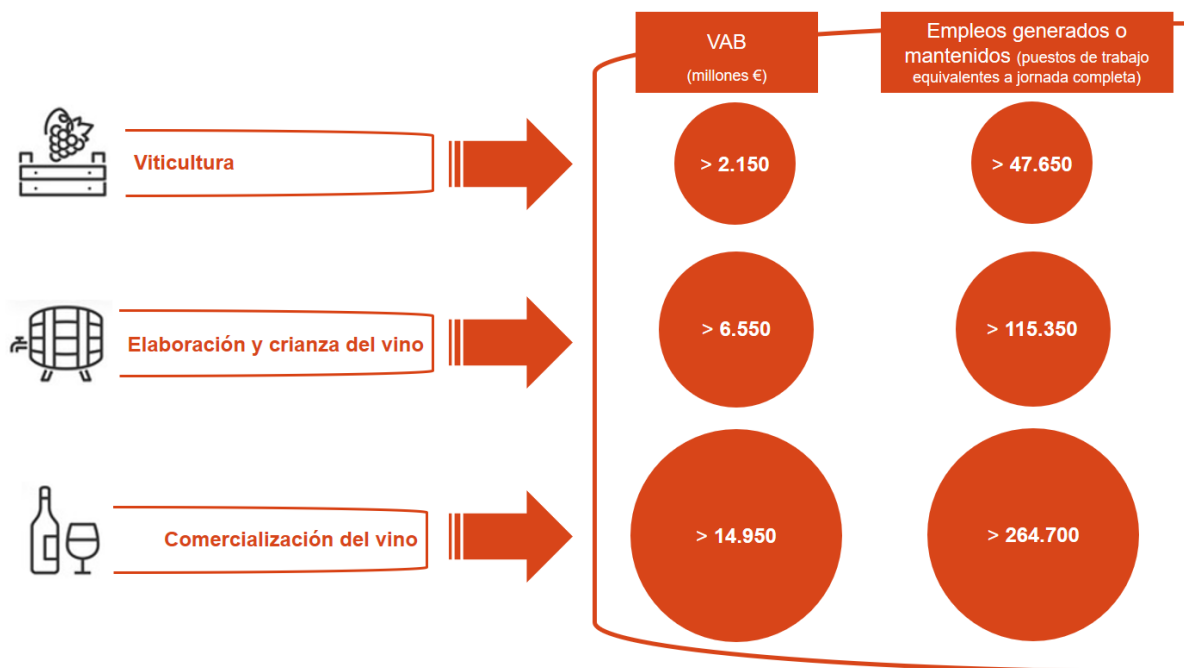 VAB
(millones €)
Empleos generados o
mantenidos (puestos de trabajo
equivalentes a jornada completa)
Viticultura
> 2.150
> 47.650
Elaboración y crianza del vino
> 6.550
> 115.350
Comercialización del vino
> 14.950
> 264.700